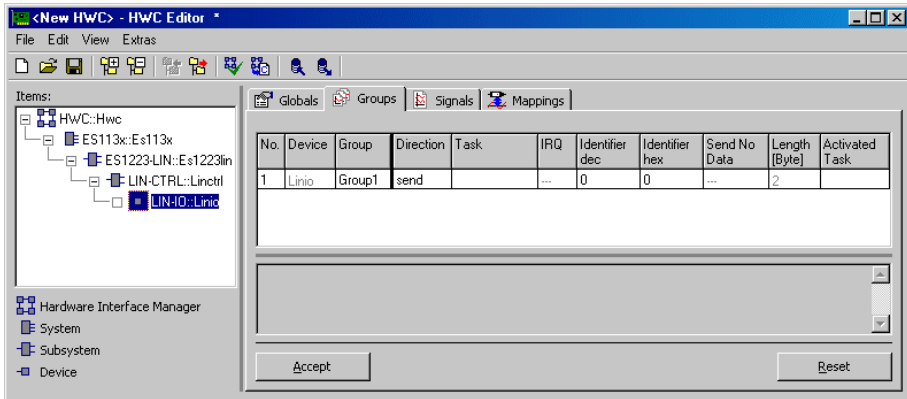 <New HWC> - HWC Editor *
File Edit View Extras
Items:
HWC::Hwc
ES113x::Es113x
ES1223-LIN::Es1223lin
LIN-CTRL::Linctrl
LIN-IO::Linio
Hardware Interface Manager
System
Subsystem
Device
Globals Groups Signals Mappings
No. Device Group Direction Task IRQ Identifier dec Identifier hex Send No Data Length [Byte] Activated Task
1 Linio Group1 send --- 0 0 --- 2
Accept Reset